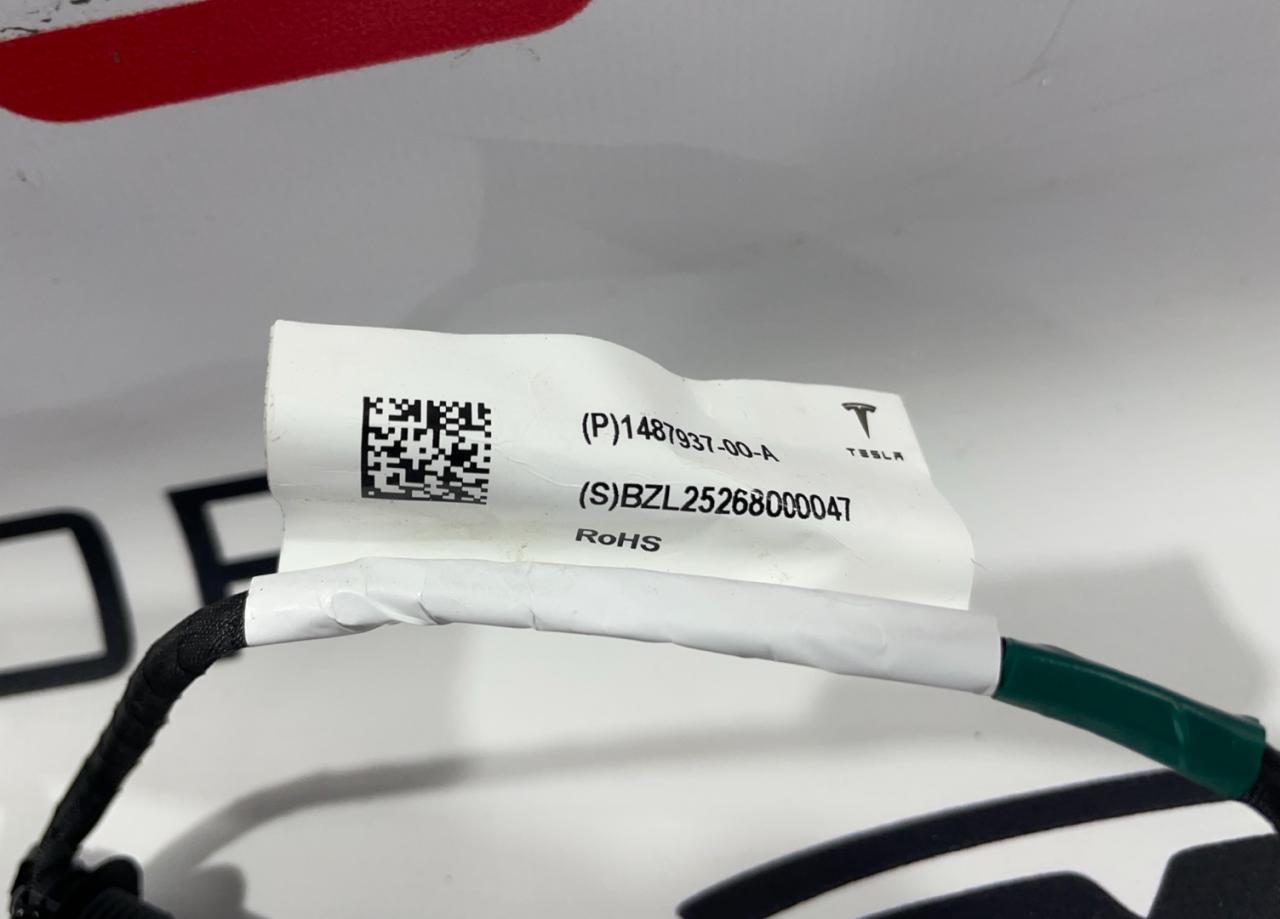 (P)1487937-00-A
TESLA
(S)BZL25268000047
RoHS